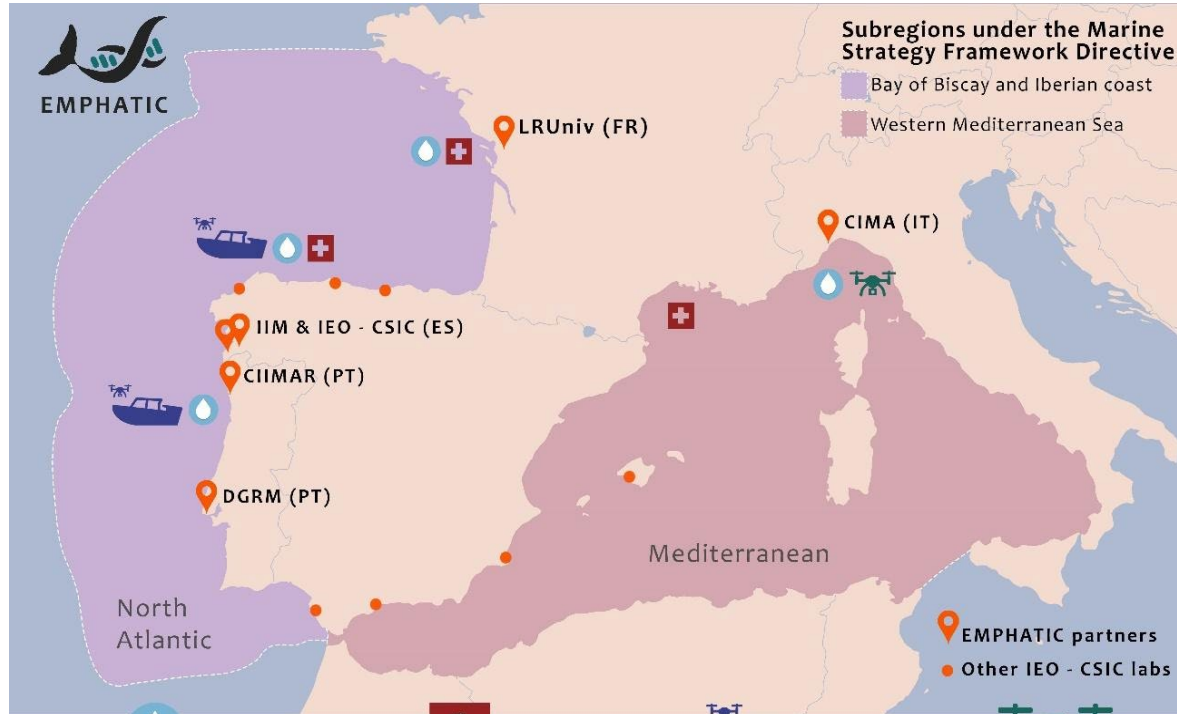 EMPHATIC
Subregions under the Marine
Strategy Framework Directive
Bay of Biscay and Iberian coast
Western Mediterranean Sea
LRUniv (FR)
CIMA (IT)
IIM & IEO - CSIC (ES)
CIIMAR (PT)
DGRM (PT)
Mediterranean
North
Atlantic
EMPHATIC partners
Other IEO - CSIC labs